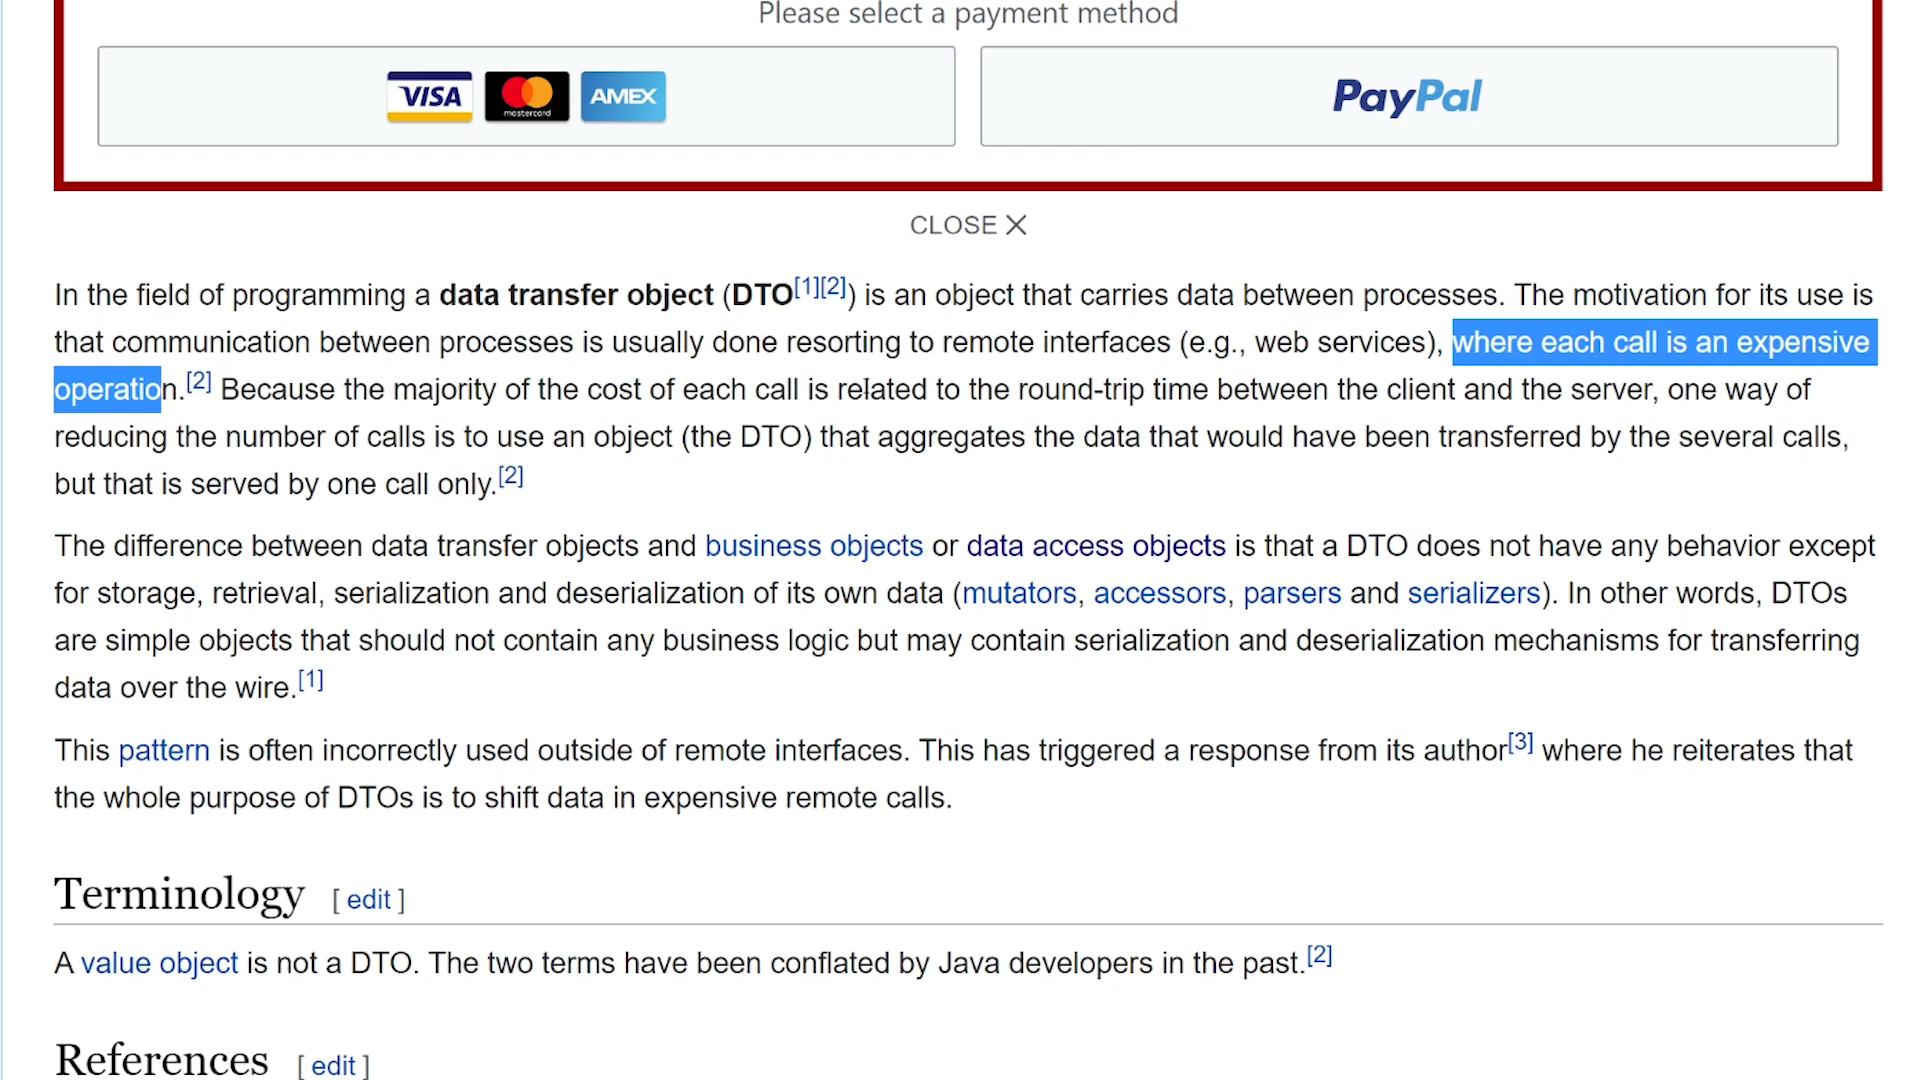 Please select a payment method
VISA mastercard AMEX PayPal
CLOSE X
In the field of programming a data transfer object (DTO[1][2]) is an object that carries data between processes. The motivation for its use is
that communication between processes is usually done resorting to remote interfaces (e.g., web services), where each call is an expensive
operation.[2] Because the majority of the cost of each call is related to the round-trip time between the client and the server, one way of
reducing the number of calls is to use an object (the DTO) that aggregates the data that would have been transferred by the several calls,
but that is served by one call only.[2]
The difference between data transfer objects and business objects or data access objects is that a DTO does not have any behavior except
for storage, retrieval, serialization and deserialization of its own data (mutators, accessors, parsers and serializers). In other words, DTOs
are simple objects that should not contain any business logic but may contain serialization and deserialization mechanisms for transferring
data over the wire.[1]
This pattern is often incorrectly used outside of remote interfaces. This has triggered a response from its author[3] where he reiterates that
the whole purpose of DTOs is to shift data in expensive remote calls.
Terminology [ edit ]
A value object is not a DTO. The two terms have been conflated by Java developers in the past.[2]
References [ edit ]